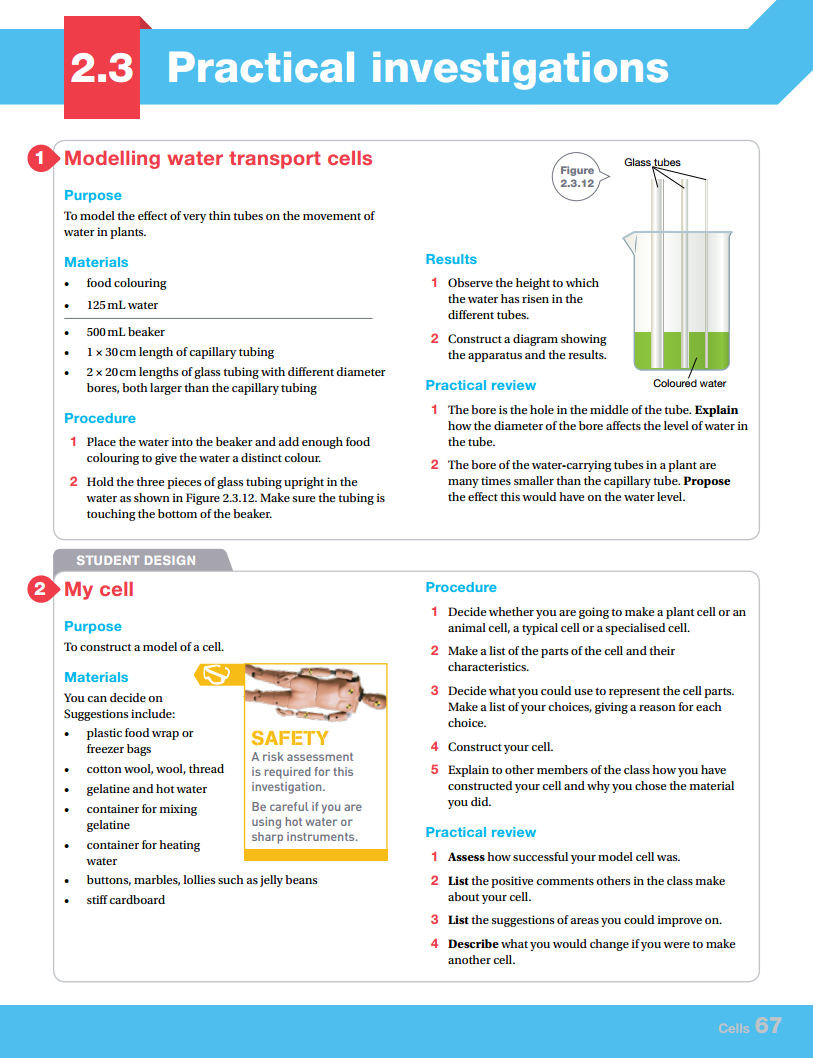 2.3
Practical investigations
1
Modelling water transport cells
Purpose
To model the effect of very thin tubes on the movement of
water in plants.
Materials
• food colouring
• 125 mL water
• 500 mL beaker
• 1 × 30 cm length of capillary tubing
• 2 × 20 cm lengths of glass tubing with different diameter
bores, both larger than the capillary tubing
Procedure
1 Place the water into the beaker and add enough food
colouring to give the water a distinct colour.
2 Hold the three pieces of glass tubing upright in the
water as shown in Figure 2.3.12. Make sure the tubing is
touching the bottom of the beaker.
Figure
2.3.12
Glass tubes
Coloured water
Results
1 Observe the height to which
the water has risen in the
different tubes.
2 Construct a diagram showing
the apparatus and the results.
Practical review
1 The bore is the hole in the middle of the tube. Explain
how the diameter of the bore affects the level of water in
the tube.
2 The bore of the water-carrying tubes in a plant are
many times smaller than the capillary tube. Propose
the effect this would have on the water level.
STUDENT DESIGN
2
My cell
Purpose
To construct a model of a cell.
Materials
You can decide on
Suggestions include:
• plastic food wrap or
freezer bags
• cotton wool, wool, thread
• gelatine and hot water
• container for mixing
gelatine
• container for heating
water
• buttons, marbles, lollies such as jelly beans
• stiff cardboard
SAFETY
A risk assessment
is required for this
investigation.
Be careful if you are
using hot water or
sharp instruments.
Procedure
1 Decide whether you are going to make a plant cell or an
animal cell, a typical cell or a specialised cell.
2 Make a list of the parts of the cell and their
characteristics.
3 Decide what you could use to represent the cell parts.
Make a list of your choices, giving a reason for each
choice.
4 Construct your cell.
5 Explain to other members of the class how you have
constructed your cell and why you chose the material
you did.
Practical review
1 Assess how successful your model cell was.
2 List the positive comments others in the class make
about your cell.
3 List the suggestions of areas you could improve on.
4 Describe what you would change if you were to make
another cell.
Cells 67